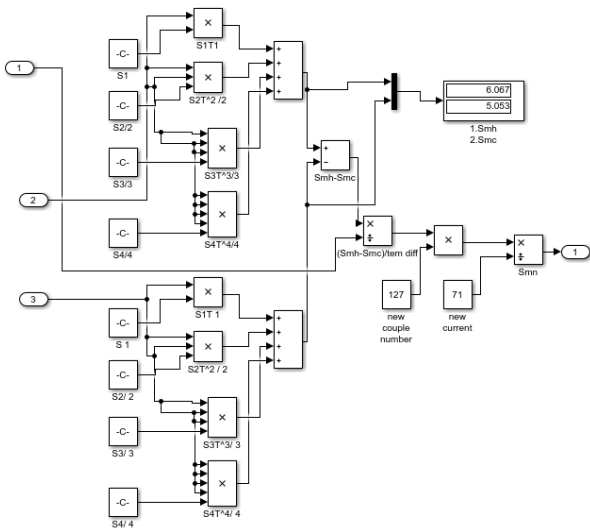 -C-
S1
×
S1T1
1
-C-
S2/2
×
S2T^2 /2
+
+
+
+
6.067
5.053
1.Smh
2.Smc
-C-
S3/3
×
S3T^3/3
+
−
Smh-Smc
2
-C-
S4/4
×
S4T^4/4
×
÷
(Smh-Smc)/tem diff
×
×
÷
Smn
1
127
new
couple
number
71
new
current
3
-C-
S 1
×
S1T 1
-C-
S2/ 2
×
S2T^2 / 2
+
+
+
+
-C-
S3/ 3
×
S3T^3/ 3
-C-
S4/ 4
×
S4T^4/ 4